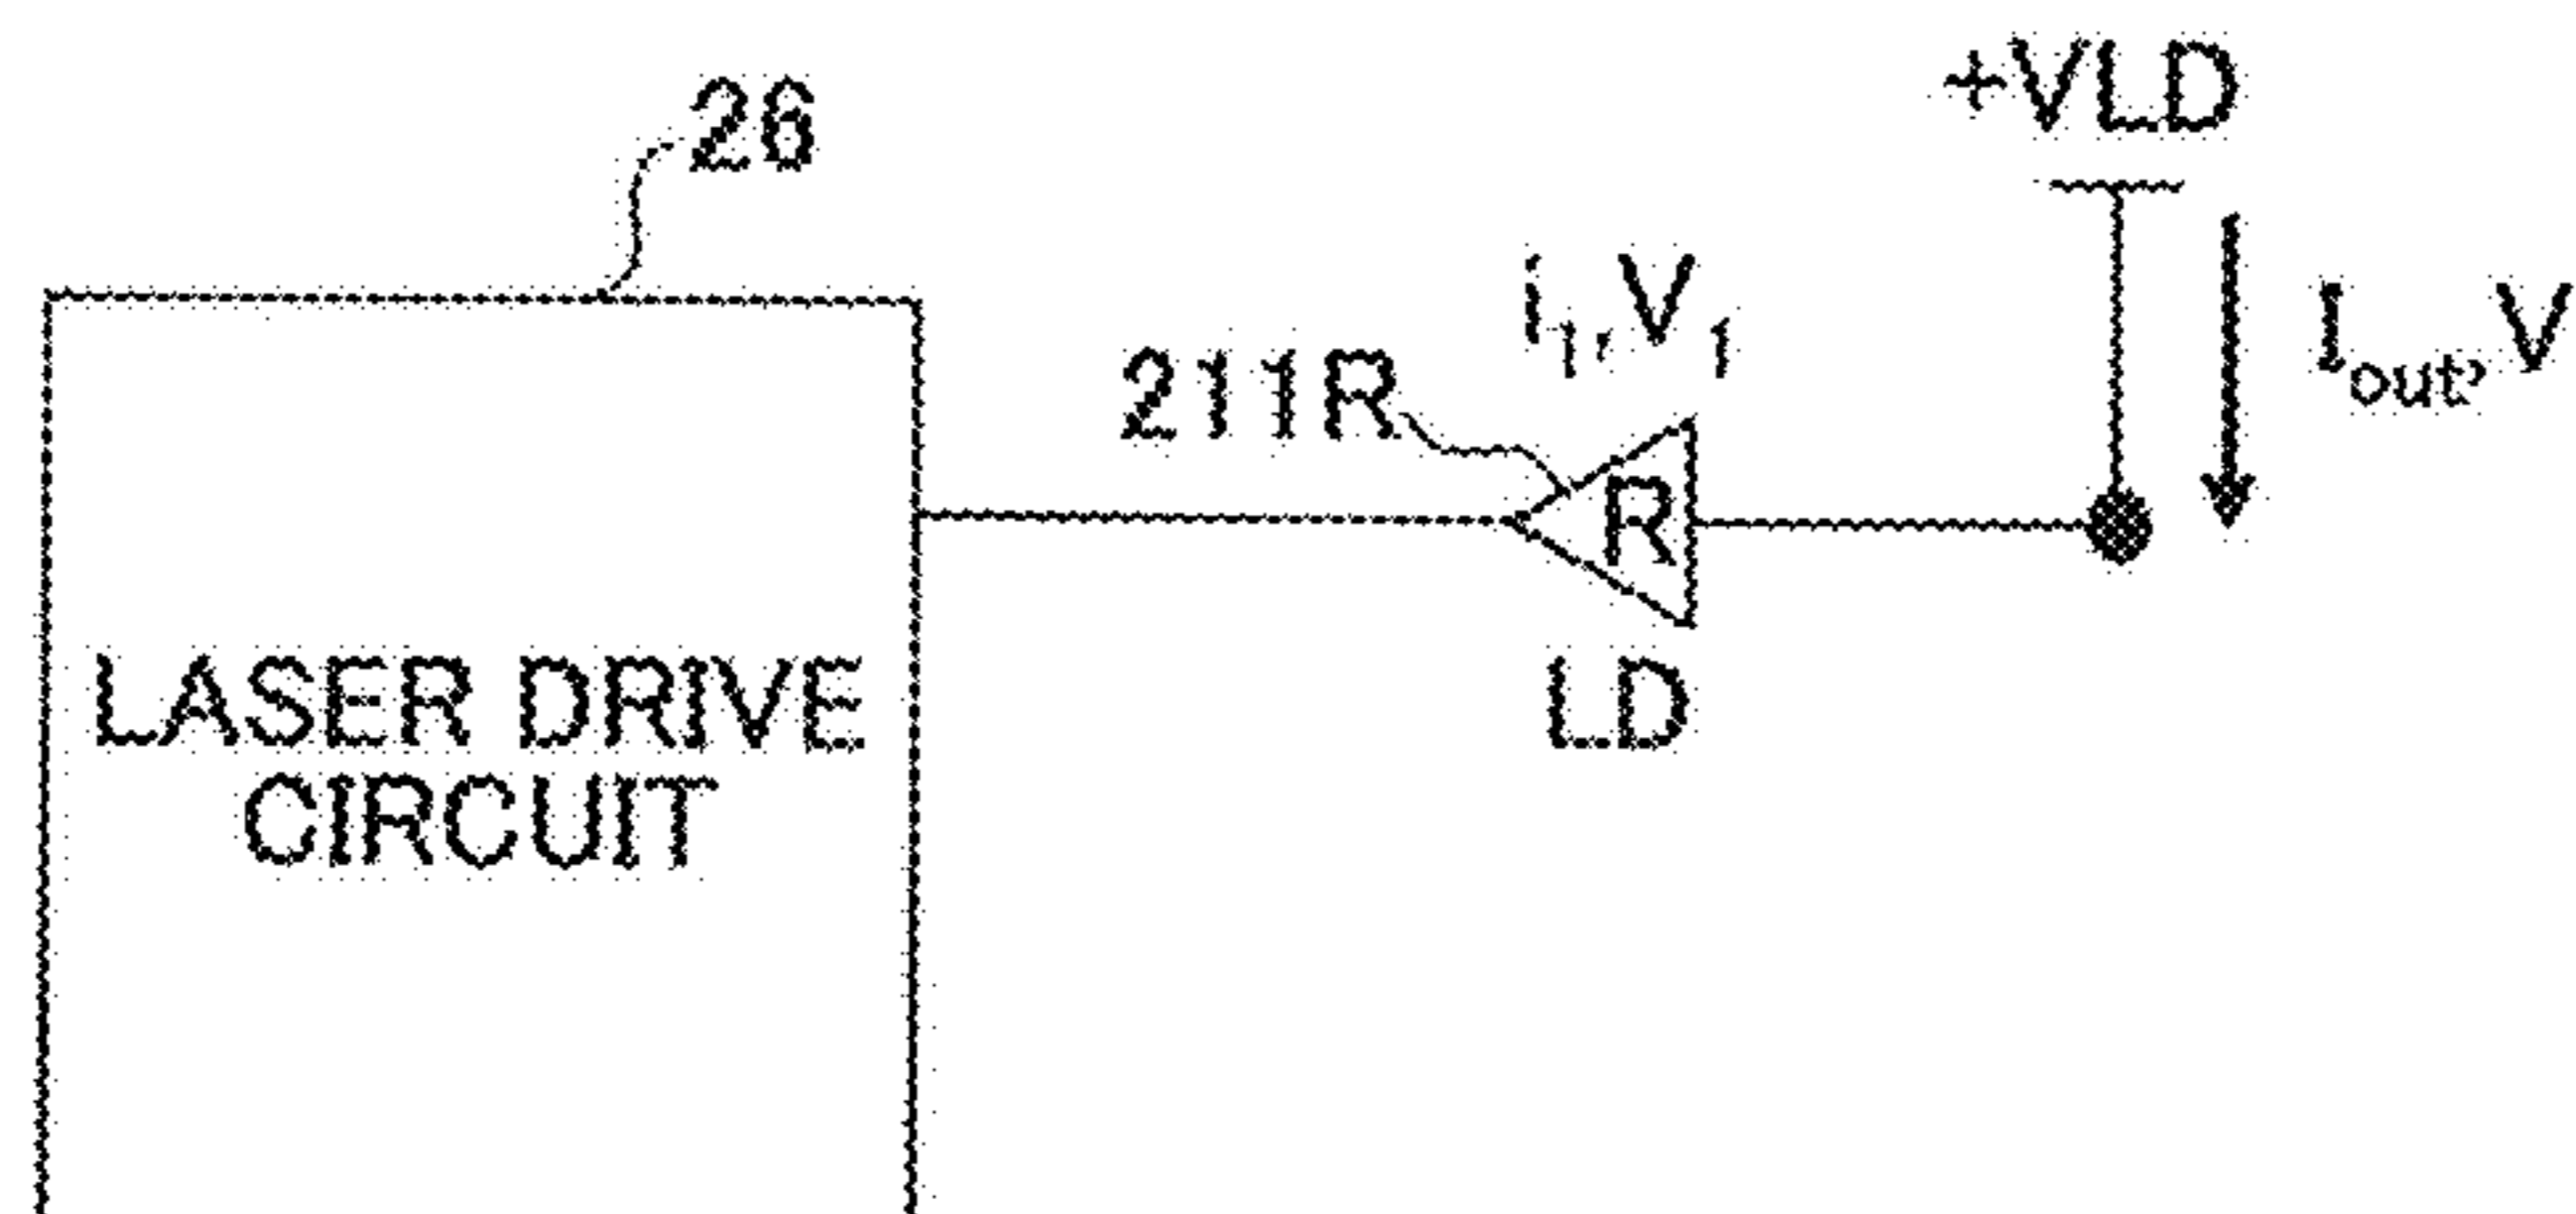 26
+VLD
i1, V1
Iout, V
211R
R
LD
LASER DRIVE
CIRCUIT